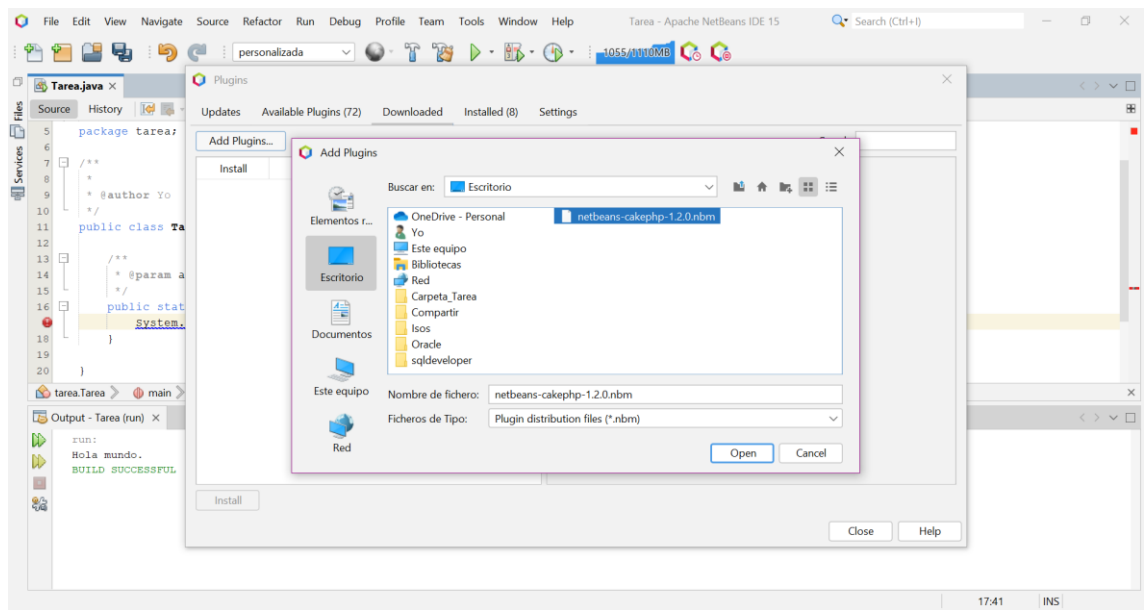 File Edit View Navigate Source Refactor Run Debug Profile Team Tools Window Help Tarea - Apache NetBeans IDE 15 Search (Ctrl+I)
personalizada 1055/1110MB
Tarea.java
Plugins
Files
Services
Source History
Updates Available Plugins (72) Downloaded Installed (8) Settings
Add Plugins...
Install
5 package tarea;
6
7 /**
8 *
9 * @author Yo
10 */
11 public class Ta
12
13 /**
14 * @param a
15 */
16 public stat
System.
18 }
19
20 }
tarea.Tarea main
Add Plugins
Buscar en: Escritorio
Elementos r...
Escritorio
Documentos
Este equipo
Red
OneDrive - Personal netbeans-cakephp-1.2.0.nbm
Yo
Este equipo
Bibliotecas
Red
Carpeta_Tarea
Compartir
Isos
Oracle
sqldeveloper
Nombre de fichero: netbeans-cakephp-1.2.0.nbm
Ficheros de Tipo: Plugin distribution files (*.nbm)
Open Cancel
Install
Close Help
Output - Tarea (run)
run:
Hola mundo.
BUILD SUCCESSFUL
17:41 INS